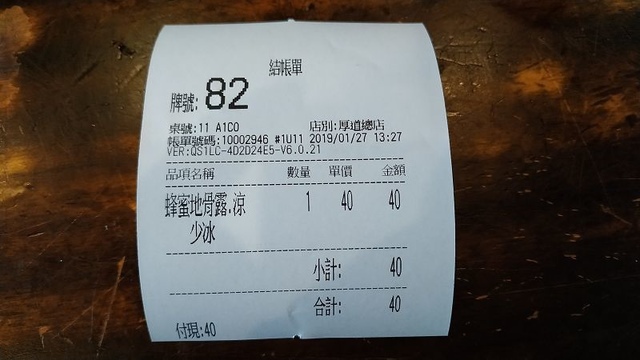 結帳單
牌號: 82
桌號:11 A1CO 店別:厚道總店
帳單號碼:10002946 #1U11 2019/01/27 13:27
VER:QS1LC-4D2D24E5-V6.0.21
品項名稱 數量 單價 金額
蜂蜜地骨露.涼 1 40 40
少冰
小計: 40
合計: 40
付現:40